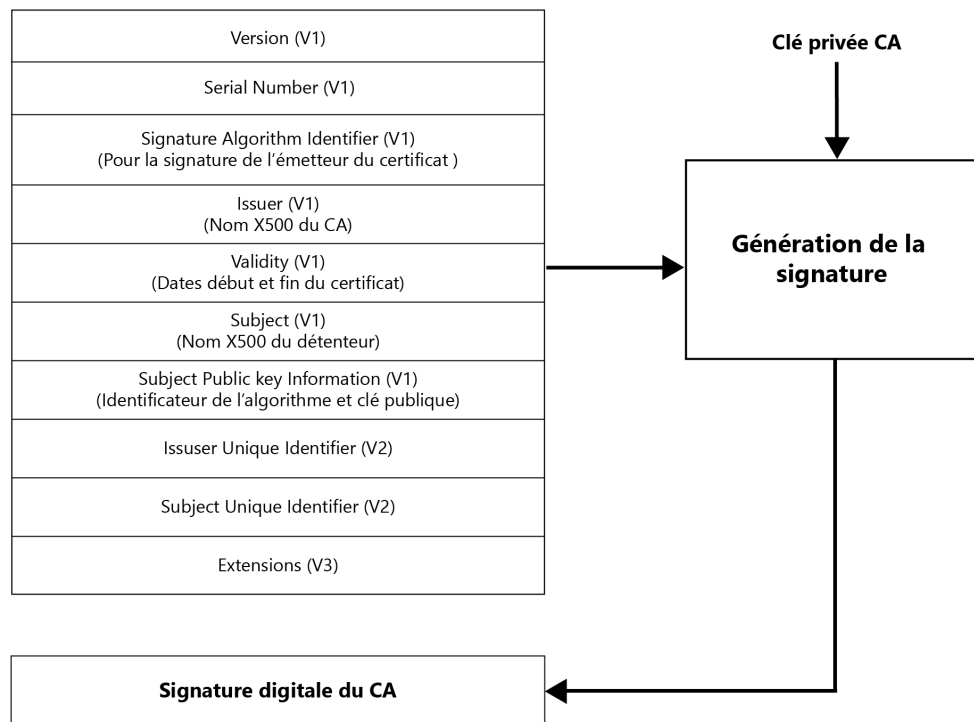 Version (V1)
Serial Number (V1)
Signature Algorithm Identifier (V1)
(Pour la signature de l'émetteur du certificat )
Issuer (V1)
(Nom X500 du CA)
Validity (V1)
(Dates début et fin du certificat)
Subject (V1)
(Nom X500 du détenteur)
Subject Public key Information (V1)
(Identificateur de l'algorithme et clé publique)
Issuser Unique Identifier (V2)
Subject Unique Identifier (V2)
Extensions (V3)
Clé privée CA
Génération de la
signature
Signature digitale du CA